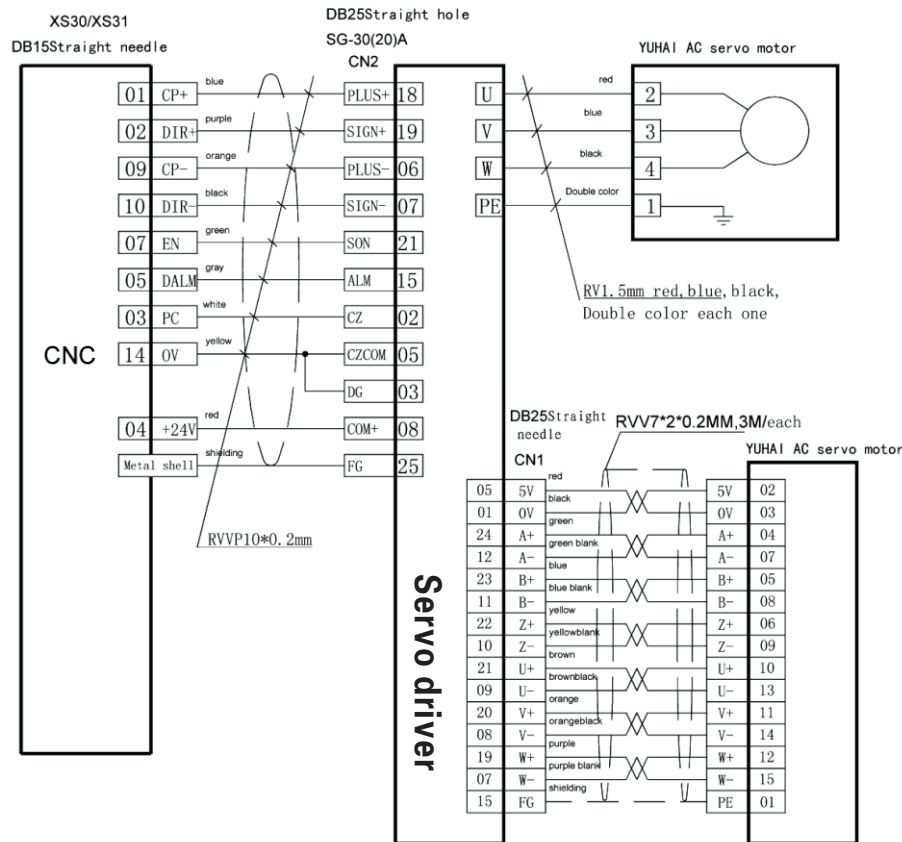 XS30/XS31
DB15Straight needle
DB25Straight hole
SG-30(20)A
CN2
YUHAI AC servo motor
01 CP+ blue PLUS+ 18
02 DIR+ purple SIGN+ 19
09 CP- orange PLUS- 06
10 DIR- black SIGN- 07
07 EN green SON 21
05 DALM gray ALM 15
03 PC white CZ 02
14 0V yellow CZCOM 05
DG 03
04 +24V red COM+ 08
Metal shell shielding FG 25
CNC
RVVP10*0.2mm
U red 2
V blue 3
W black 4
PE Double color 1
RV1.5mm red,blue,black,
Double color each one
Servo driver
DB25Straight
needle
CN1
RVV7*2*0.2MM,3M/each
YUHAI AC servo motor
05 5V red 5V 02
01 0V black 0V 03
24 A+ green A+ 04
12 A- green blank A- 07
23 B+ blue B+ 05
11 B- blue blank B- 08
22 Z+ yellow Z+ 06
10 Z- yellowblank Z- 09
21 U+ brown U+ 10
09 U- brownblack U- 13
20 V+ orange V+ 11
08 V- orangeblack V- 14
19 W+ purple W+ 12
07 W- purple blank W- 15
15 FG shielding PE 01